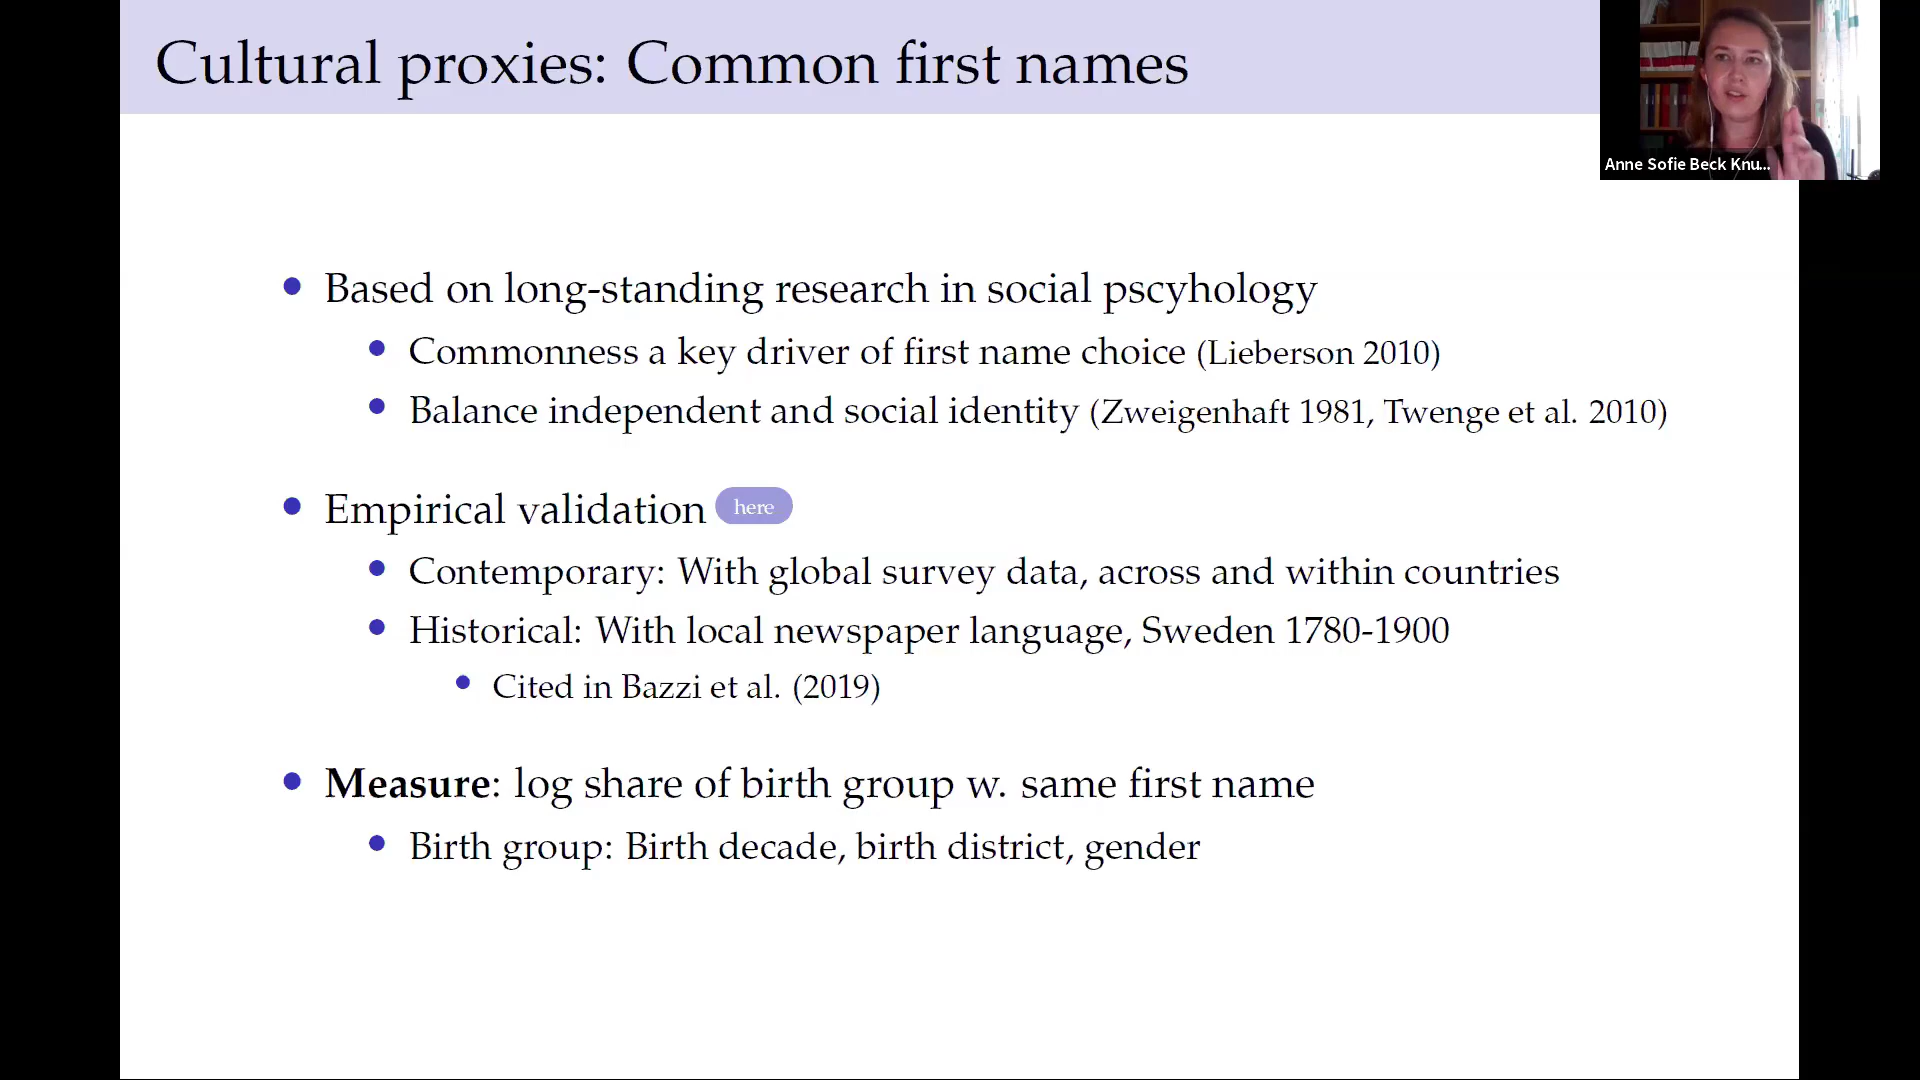 Cultural proxies: Common first names
Anne Sofie Beck Knu...
Based on long-standing research in social pscyhology
Commonness a key driver of first name choice (Lieberson 2010)
Balance independent and social identity (Zweigenhaft 1981, Twenge et al. 2010)
Empirical validation here
Contemporary: With global survey data, across and within countries
Historical: With local newspaper language, Sweden 1780-1900
Cited in Bazzi et al. (2019)
Measure: log share of birth group w. same first name
Birth group: Birth decade, birth district, gender